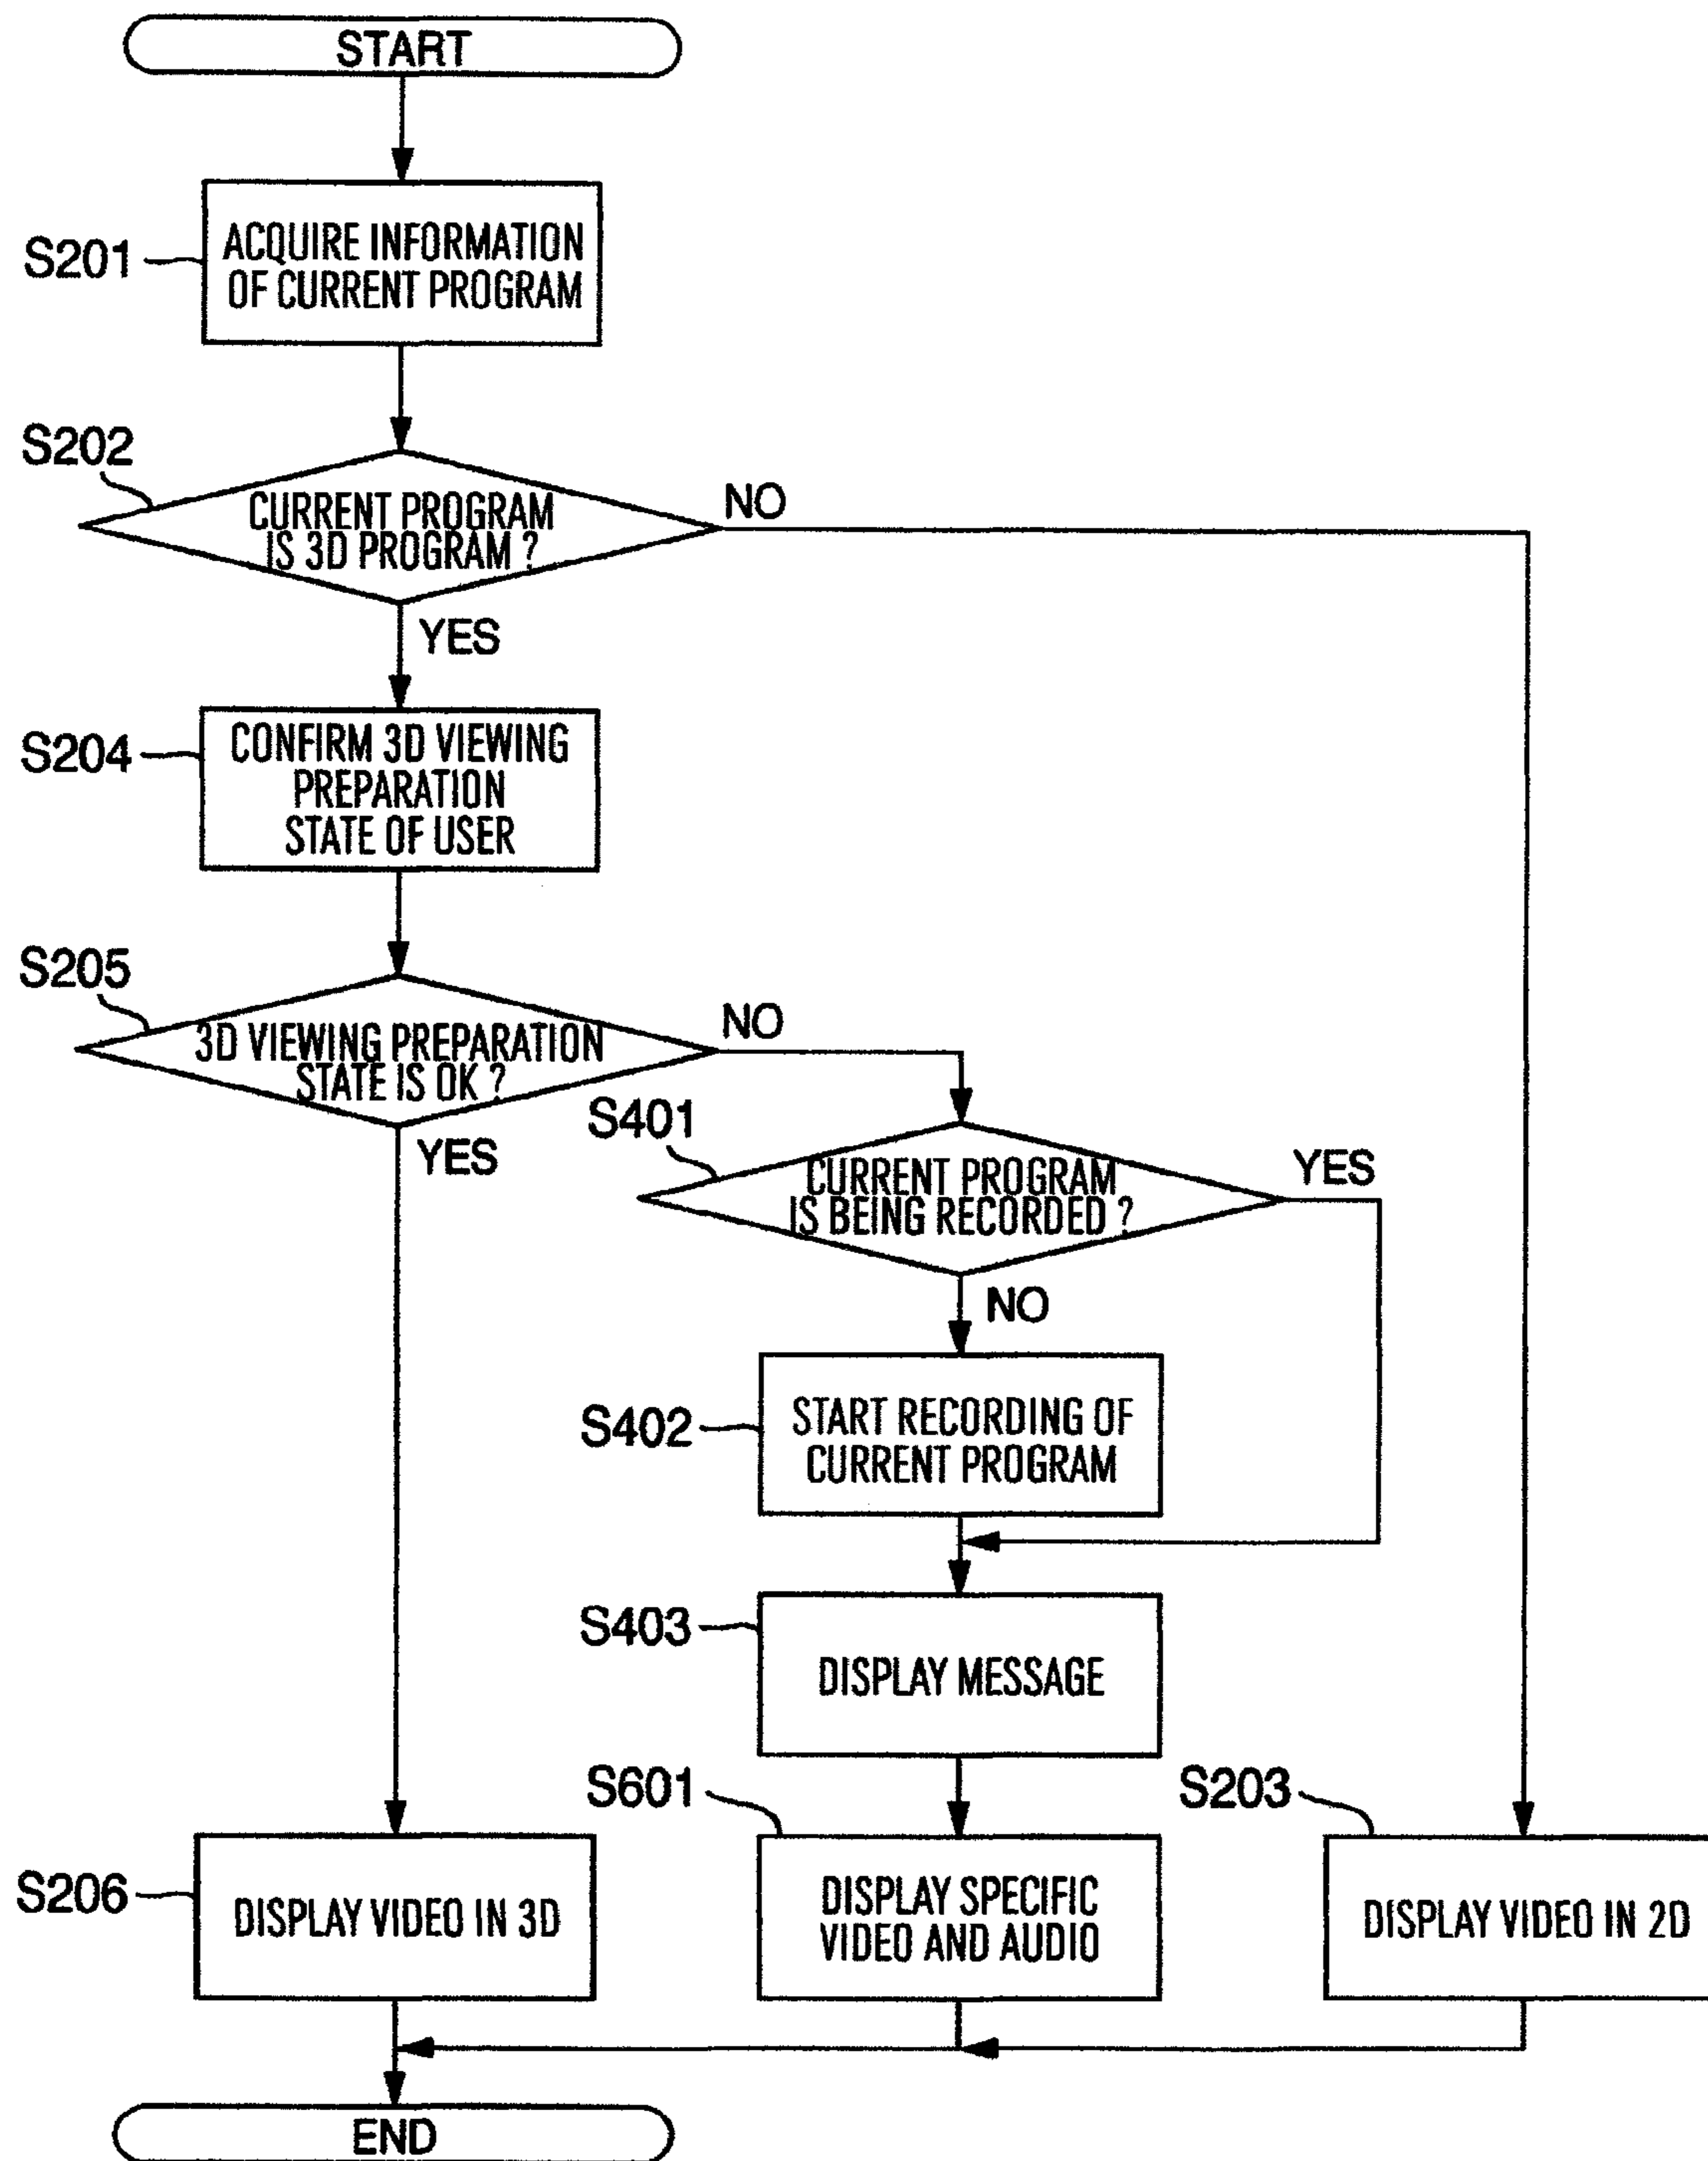 START
S201
ACQUIRE INFORMATION
OF CURRENT PROGRAM
S202
CURRENT PROGRAM
IS 3D PROGRAM ?
NO
YES
S204
CONFIRM 3D VIEWING
PREPARATION
STATE OF USER
S205
3D VIEWING PREPARATION
STATE IS OK ?
NO
YES
S401
CURRENT PROGRAM
IS BEING RECORDED ?
YES
NO
S402
START RECORDING OF
CURRENT PROGRAM
S403
DISPLAY MESSAGE
S206
DISPLAY VIDEO IN 3D
S601
DISPLAY SPECIFIC
VIDEO AND AUDIO
S203
DISPLAY VIDEO IN 2D
END